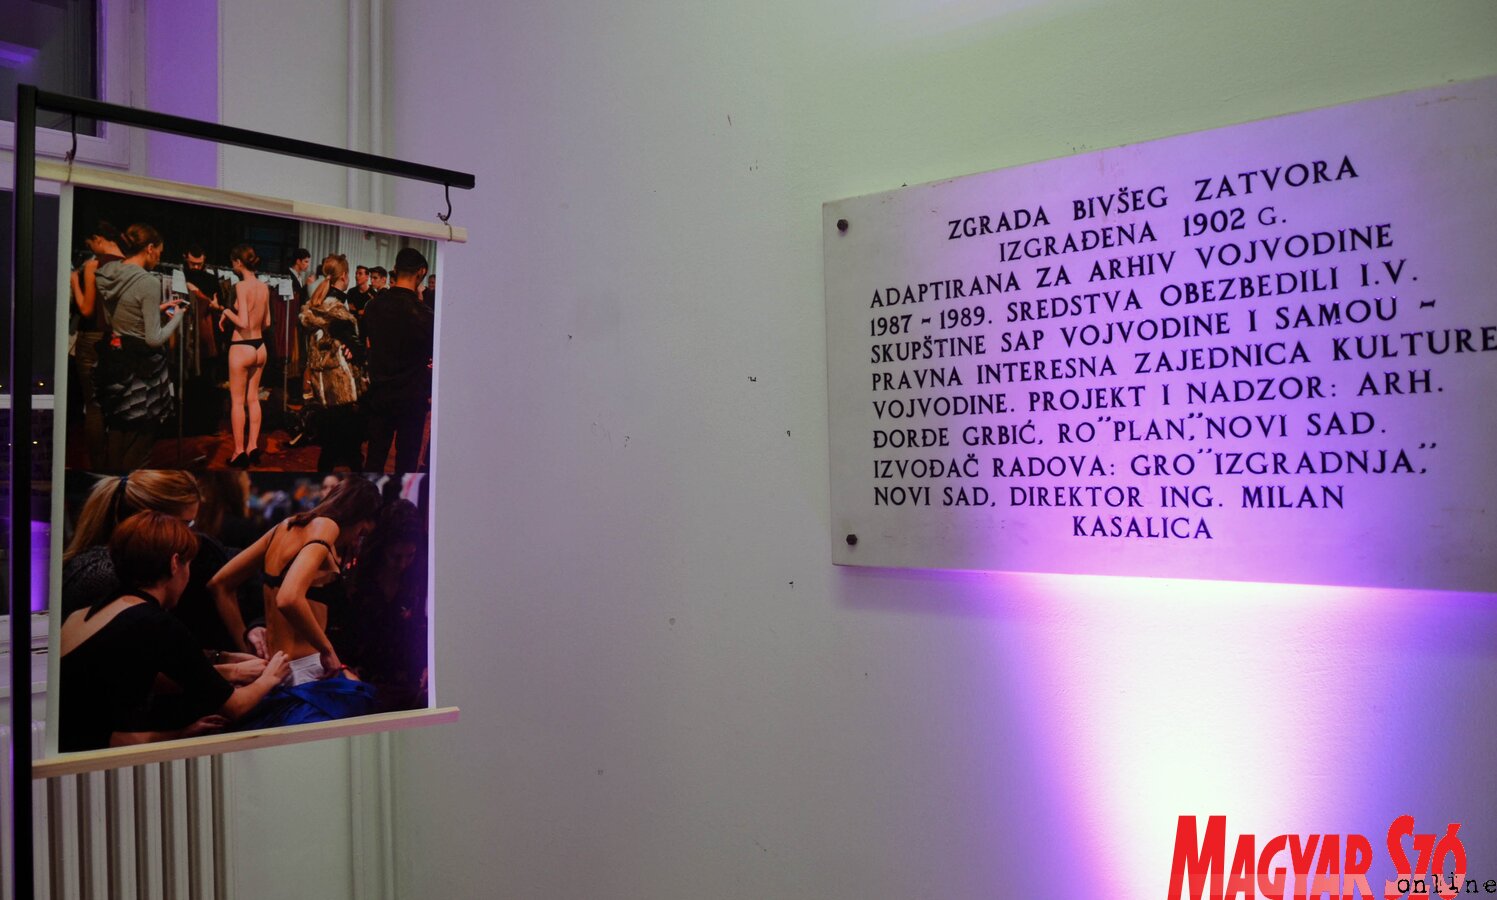 ZGRADA BIVŠEG ZATVORA
IZGRAĐENA 1902 G.
ADAPTIRANA ZA ARHIV VOJVODINE
1987 - 1989. SREDSTVA OBEZBEDILI I.V.
SKUPŠTINE SAP VOJVODINE I SAMOU -
PRAVNA INTERESNA ZAJEDNICA KULTURE
VOJVODINE. PROJEKT I NADZOR: ARH.
ĐORĐE GRBIĆ, RO "PLAN," NOVI SAD.
IZVOĐAČ RADOVA: GRO "IZGRADNJA,"
NOVI SAD, DIREKTOR ING. MILAN
KASALICA
MAGYAR SZÓ
online